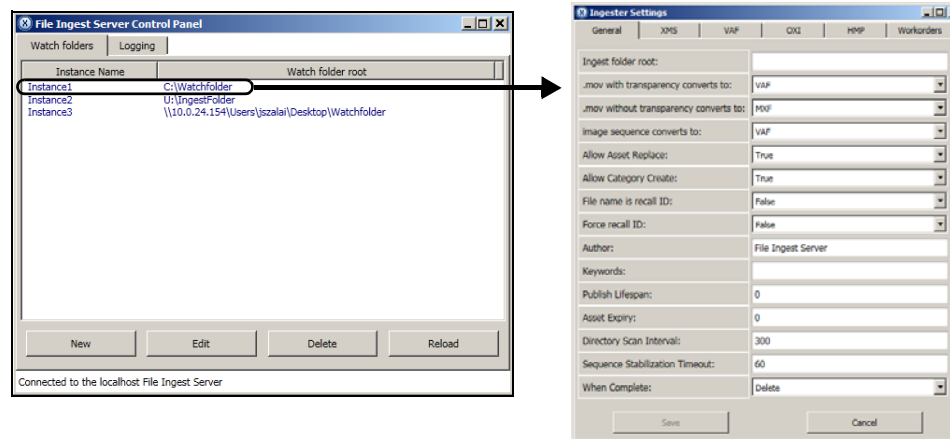 File Ingest Server Control Panel
Watch folders Logging
Instance Name Watch folder root
Instance1 C:\Watchfolder
Instance2 U:\IngestFolder
Instance3 \\10.0.24.154\Users\jszalai\Desktop\Watchfolder
New Edit Delete Reload
Connected to the localhost File Ingest Server
Ingester Settings
General XMS VAF OXI HMP Workorders
Ingest folder root:
.mov with transparency converts to: VAF
.mov without transparency converts to: MXF
image sequence converts to: VAF
Allow Asset Replace: True
Allow Category Create: True
File name is recall ID: False
Force recall ID: False
Author: File Ingest Server
Keywords:
Publish Lifespan: 0
Asset Expiry: 0
Directory Scan Interval: 300
Sequence Stabilization Timeout: 60
When Complete: Delete
Save Cancel